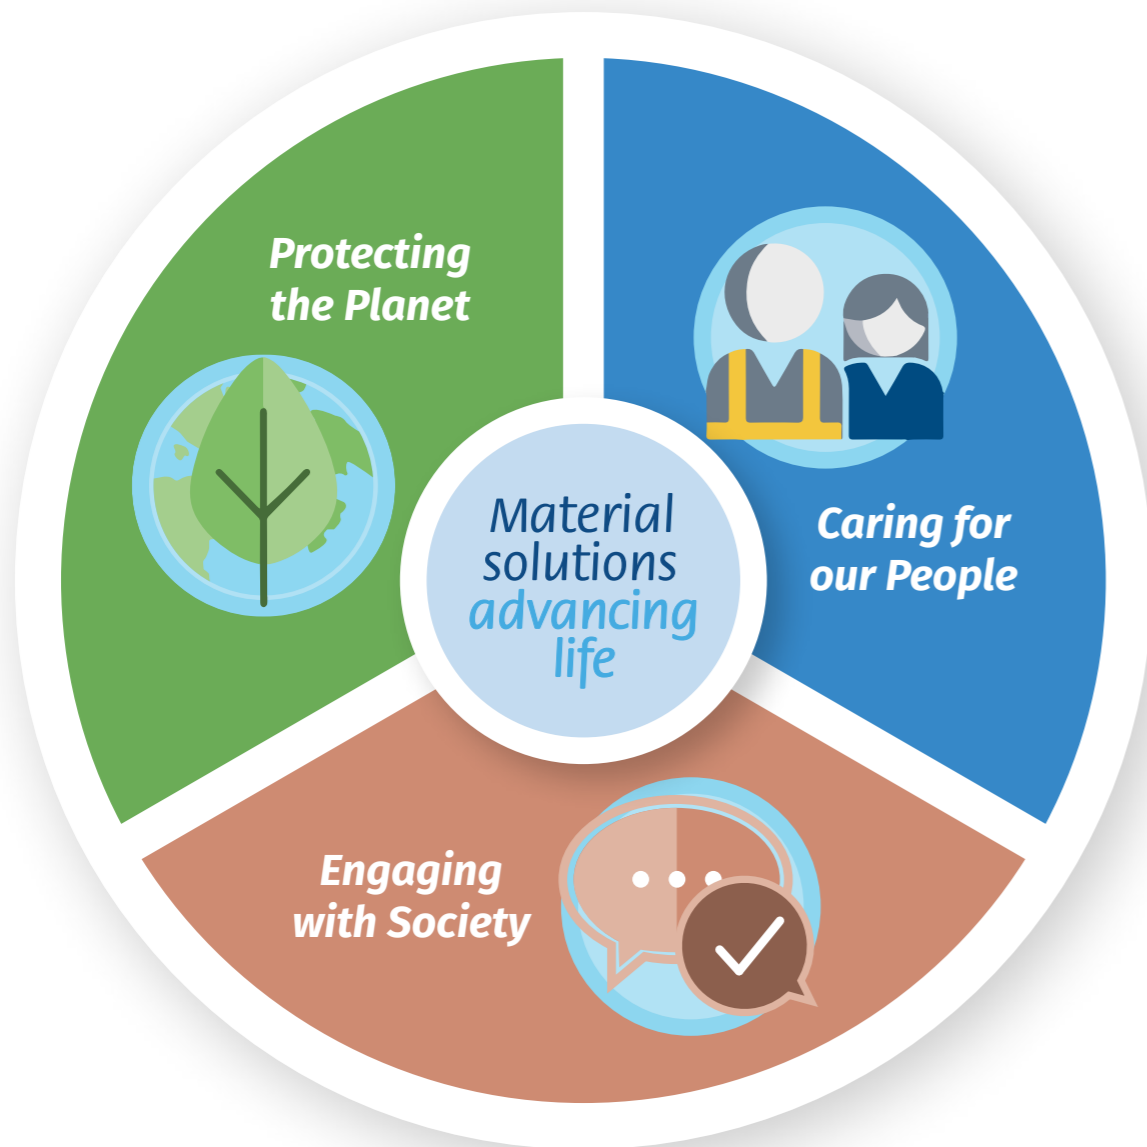 Protecting
the Planet
Caring for
our People
Material
solutions
advancing
life
Engaging
with Society